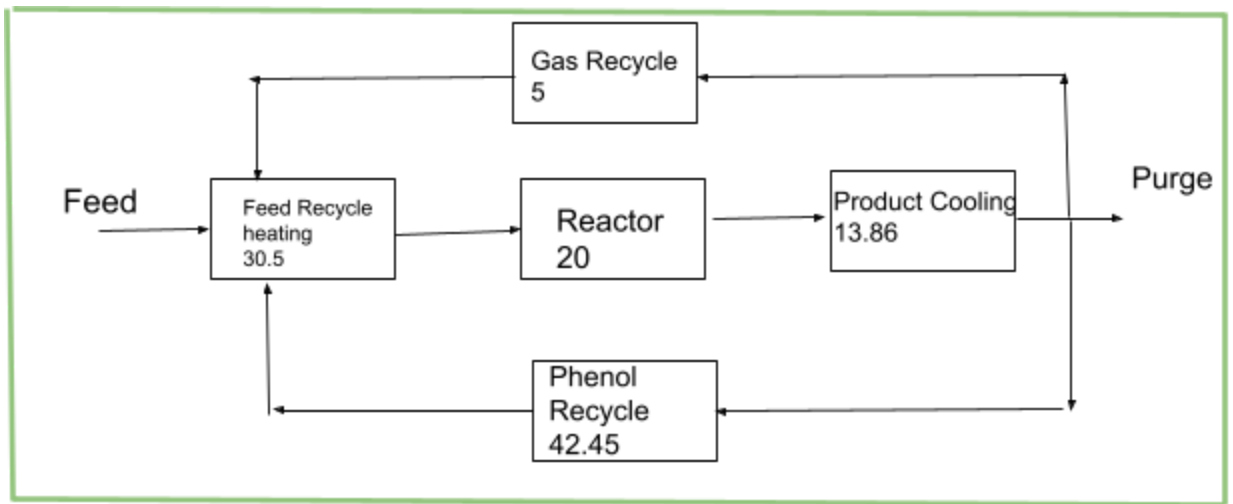 Gas Recycle
5
Feed
Feed Recycle
heating
30.5
Reactor
20
Product Cooling
13.86
Purge
Phenol
Recycle
42.45